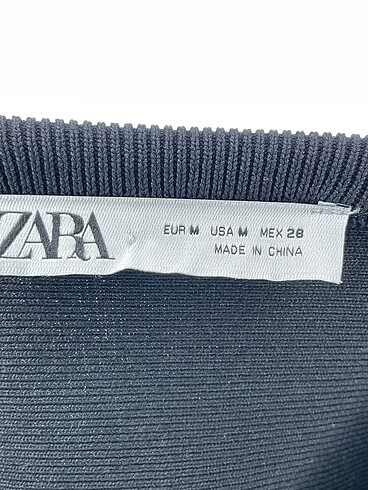 ZARA
EUR M USA M MEX 28
MADE IN CHINA